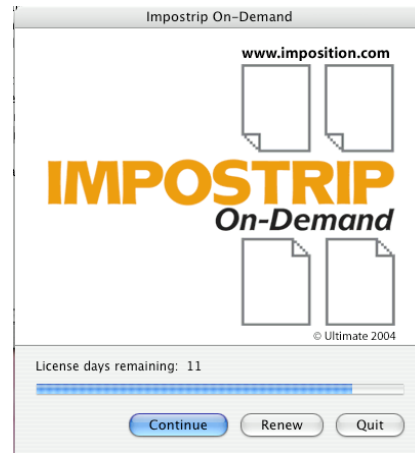 Impostrip On-Demand
www.imposition.com
IMPOSTRIP
On-Demand
© Ultimate 2004
License days remaining: 11
Continue Renew Quit